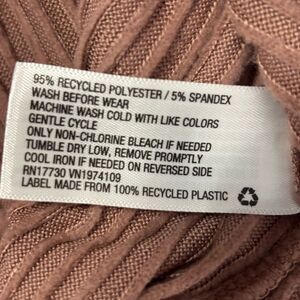 95% RECYCLED POLYESTER / 5% SPANDEX
WASH BEFORE WEAR
MACHINE WASH COLD WITH LIKE COLORS
GENTLE CYCLE
ONLY NON-CHLORINE BLEACH IF NEEDED
TUMBLE DRY LOW, REMOVE PROMPTLY
COOL IRON IF NEEDED ON REVERSED SIDE
RN17730 VN1974109
LABEL MADE FROM 100% RECYCLED PLASTIC